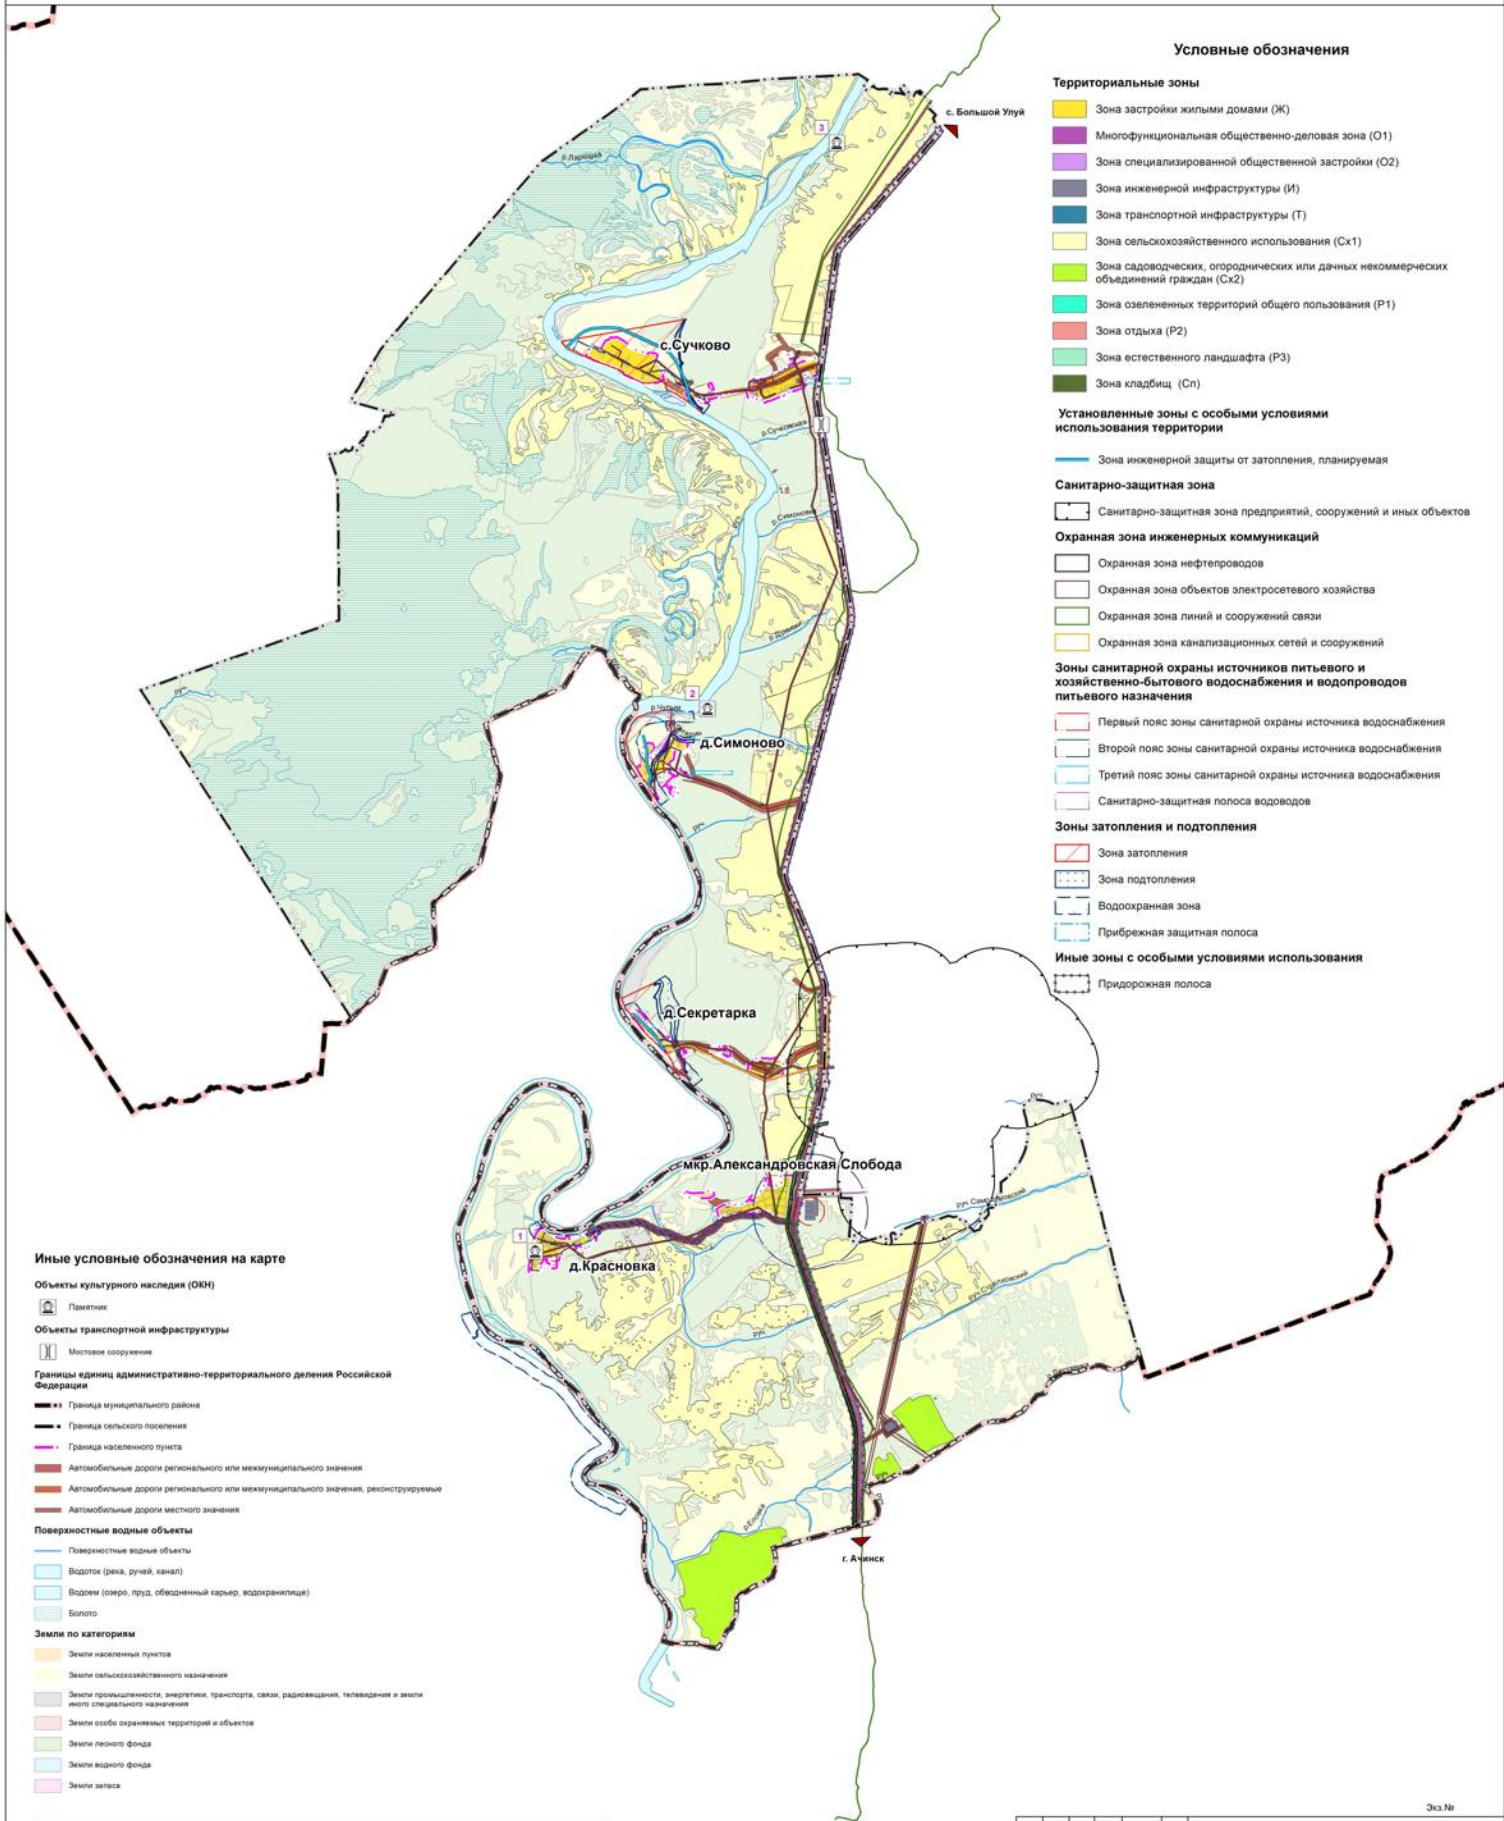 Условные обозначения
Территориальные зоны
Зона застройки жилыми домами (Ж)
Многофункциональная общественно-деловая зона (О1)
Зона специализированной общественной застройки (О2)
Зона инженерной инфраструктуры (И)
Зона транспортной инфраструктуры (Т)
Зона сельскохозяйственного использования (Сх1)
Зона садоводческих, огороднических или дачных некоммерческих
объединений граждан (Сх2)
Зона озелененных территорий общего пользования (Р1)
Зона отдыха (Р2)
Зона естественного ландшафта (Р3)
Зона кладбищ (Сп)
Установленные зоны с особыми условиями
использования территории
Зона инженерной защиты от затопления, планируемая
Санитарно-защитная зона
Санитарно-защитная зона предприятий, сооружений и иных объектов
Охранная зона инженерных коммуникаций
Охранная зона нефтепроводов
Охранная зона объектов электросетевого хозяйства
Охранная зона линий и сооружений связи
Охранная зона канализационных сетей и сооружений
Зоны санитарной охраны источников питьевого и
хозяйственно-бытового водоснабжения и водопроводов
питьевого назначения
Первый пояс зоны санитарной охраны источника водоснабжения
Второй пояс зоны санитарной охраны источника водоснабжения
Третий пояс зоны санитарной охраны источника водоснабжения
Санитарно-защитная полоса водоводов
Зоны затопления и подтопления
Зона затопления
Зона подтопления
Водоохранная зона
Прибрежная защитная полоса
Иные зоны с особыми условиями использования
Придорожная полоса
с. Большой Улуй
3
р.Ларюшка
с.Сучково
р.Сучковская
р.Симоновка
руч.
2
р.Чулым
д.Симоново
руч.
д.Секретарка
руч.
мкр.Александровская Слобода
1
д.Красновка
руч.
руч.
р.Еловка
г. Ачинск
Иные условные обозначения на карте
Объекты культурного наследия (ОКН)
Памятник
Объекты транспортной инфраструктуры
Мостовое сооружение
Границы единиц административно-территориального деления Российской
Федерации
Граница муниципального района
Граница сельского поселения
Граница населенного пункта
Автомобильные дороги регионального или межмуниципального значения
Автомобильные дороги регионального или межмуниципального значения, реконструируемые
Автомобильные дороги местного значения
Поверхностные водные объекты
Поверхностные водные объекты
Водоток (река, ручей, канал)
Водоем (озеро, пруд, обводненный карьер, водохранилище)
Болото
Земли по категориям
Земли населенных пунктов
Земли сельскохозяйственного назначения
Земли промышленности, энергетики, транспорта, связи, радиовещания, телевидения и земли
иного специального назначения
Земли особо охраняемых территорий и объектов
Земли лесного фонда
Земли водного фонда
Земли запаса
Экз.№